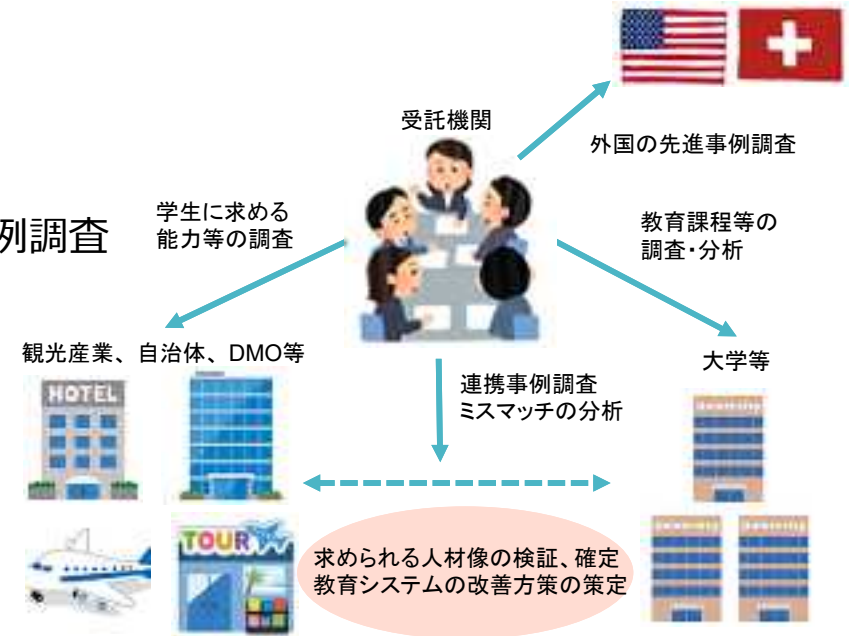 受託機関
外国の先進事例調査
例調査
学生に求める
能力等の調査
教育課程等の
調査・分析
観光産業、自治体、DMO等
大学等
HOTEL
連携事例調査
ミスマッチの分析
TOUR
求められる人材像の検証、確定
教育システムの改善方策の策定